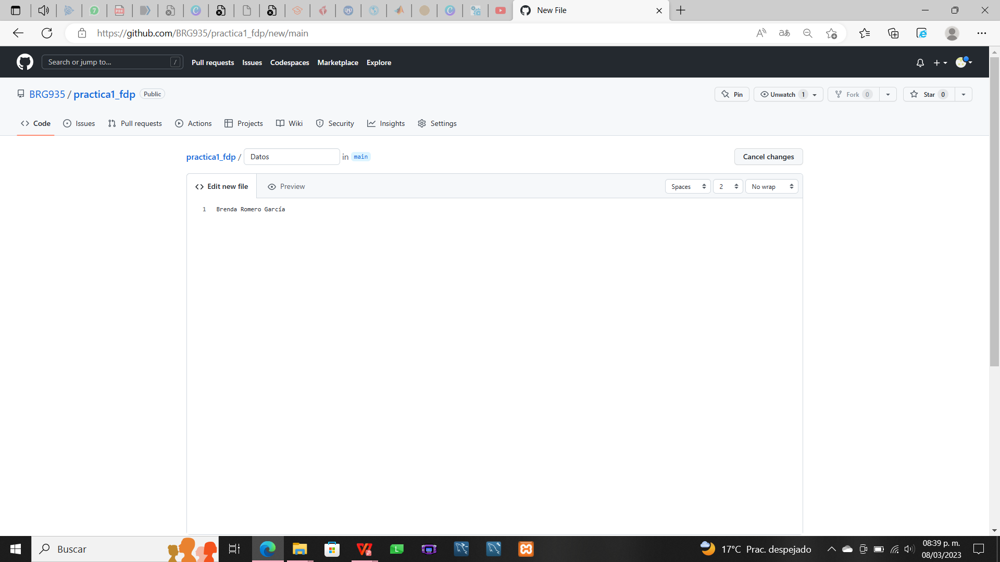 New File
https://github.com/BRG935/practica1_fdp/new/main
Search or jump to... / Pull requests Issues Codespaces Marketplace Explore
BRG935 / practica1_fdp Public Pin Unwatch 1 Fork 0 Star 0
Code Issues Pull requests Actions Projects Wiki Security Insights Settings
practica1_fdp / Datos in main Cancel changes
Edit new file Preview Spaces 2 No wrap
1 Brenda Romero García
Buscar 17°C Prac. despejado 08:39 p. m.
08/03/2023